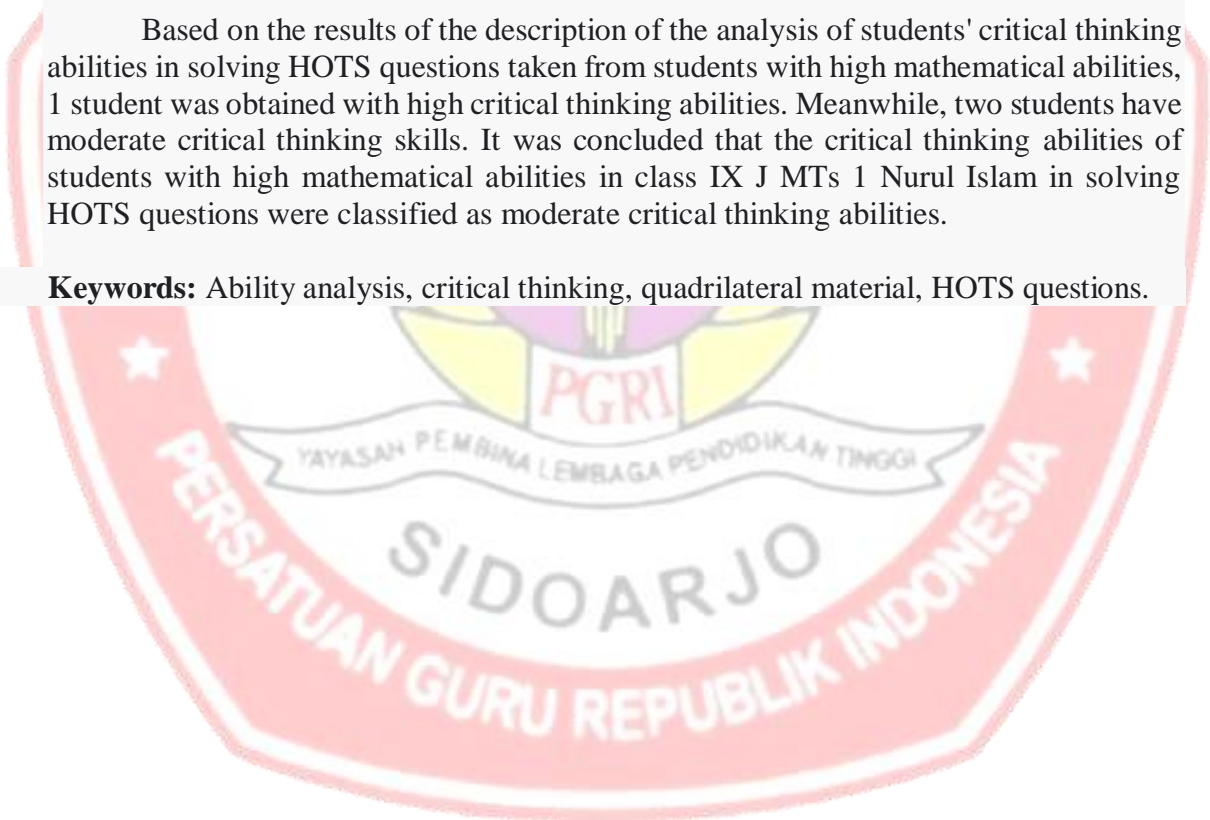 Based on the results of the description of the analysis of students' critical thinking
abilities in solving HOTS questions taken from students with high mathematical abilities,
1 student was obtained with high critical thinking abilities. Meanwhile, two students have
moderate critical thinking skills. It was concluded that the critical thinking abilities of
students with high mathematical abilities in class IX J MTs 1 Nurul Islam in solving
HOTS questions were classified as moderate critical thinking abilities.
Keywords: Ability analysis, critical thinking, quadrilateral material, HOTS questions.
PGRI
YAYASAN PEMBINA LEMBAGA PENDIDIKAN TINGGI
SIDOARJO
PERSATUAN GURU REPUBLIK INDONESIA